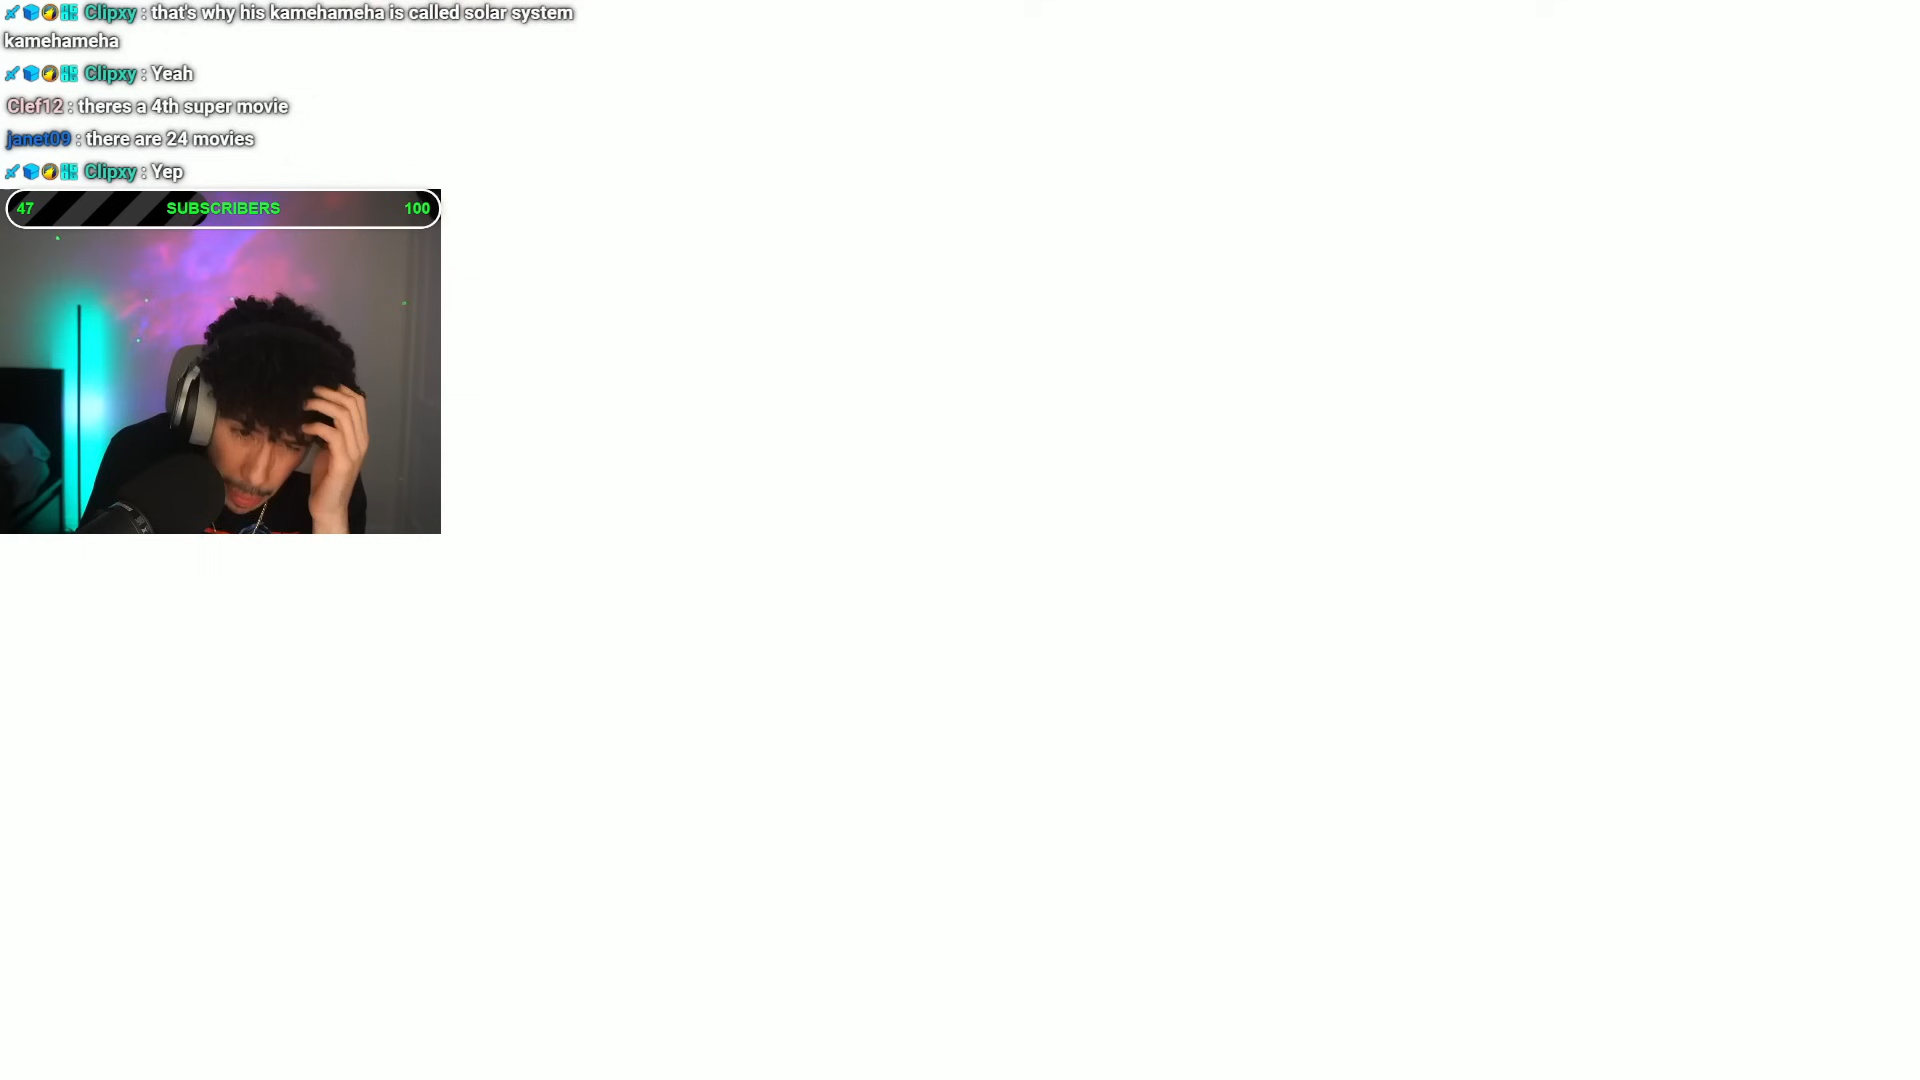 Clipxy : that's why his kamehameha is called solar system
kamehameha
Clipxy : Yeah
Clef12 : theres a 4th super movie
janet09 : there are 24 movies
Clipxy : Yep
47 SUBSCRIBERS 100